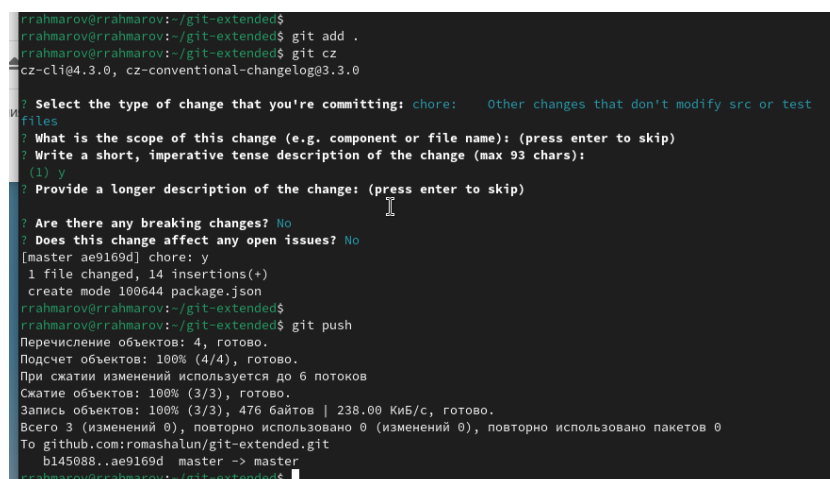 rrahmarov@rrahmarov:~/git-extended$
rrahmarov@rrahmarov:~/git-extended$ git add .
rrahmarov@rrahmarov:~/git-extended$ git cz
cz-cli@4.3.0, cz-conventional-changelog@3.3.0
? Select the type of change that you're committing: chore:    Other changes that don't modify src or test
files
? What is the scope of this change (e.g. component or file name): (press enter to skip)
? Write a short, imperative tense description of the change (max 93 chars):
(1) y
? Provide a longer description of the change: (press enter to skip)
? Are there any breaking changes? No
? Does this change affect any open issues? No
[master ae9169d] chore: y
1 file changed, 14 insertions(+)
create mode 100644 package.json
rrahmarov@rrahmarov:~/git-extended$
rrahmarov@rrahmarov:~/git-extended$ git push
Перечисление объектов: 4, готово.
Подсчет объектов: 100% (4/4), готово.
При сжатии изменений используется до 6 потоков
Сжатие объектов: 100% (3/3), готово.
Запись объектов: 100% (3/3), 476 байтов | 238.00 КиБ/с, готово.
Всего 3 (изменений 0), повторно использовано 0 (изменений 0), повторно использовано пакетов 0
To github.com:romashalun/git-extended.git
b145088..ae9169d  master -> master
rrahmarov@rrahmarov:~/git-extended$